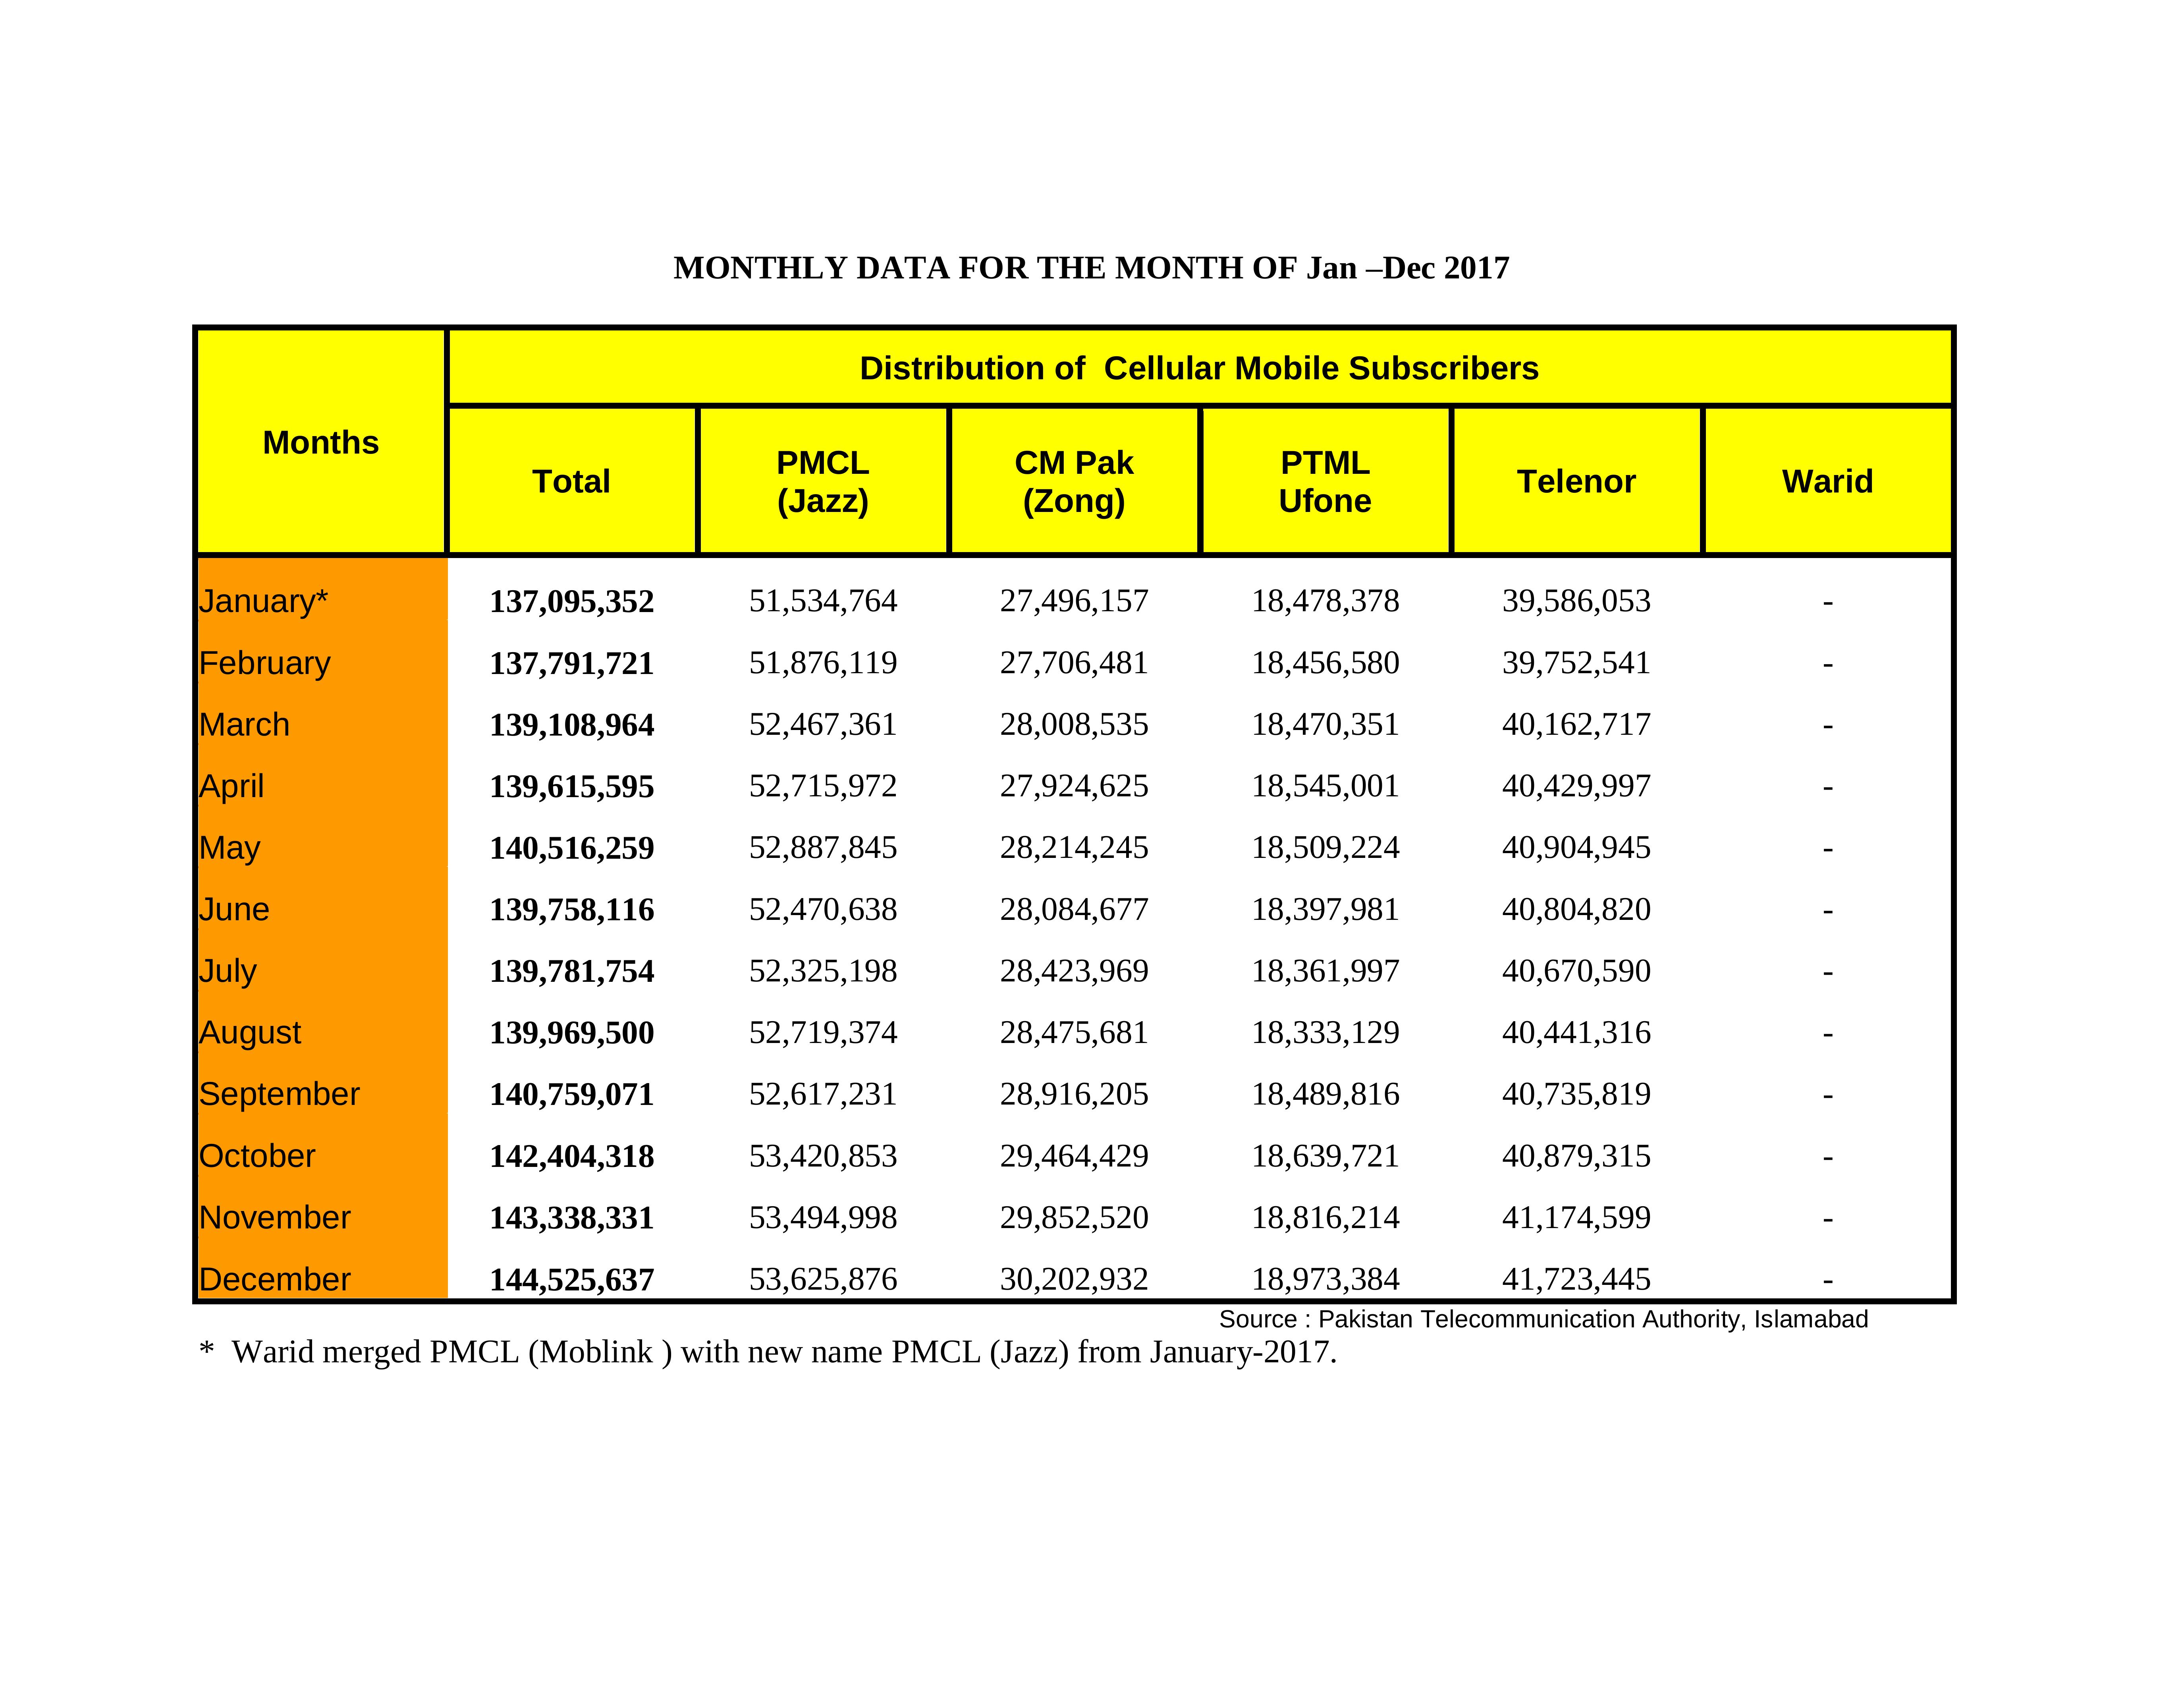 MONTHLY DATA FOR THE MONTH OF Jan –Dec 2017
Months
Distribution of  Cellular Mobile Subscribers
Total
PMCL
(Jazz)
CM Pak
(Zong)
PTML
Ufone
Telenor
Warid
January* 137,095,352 51,534,764 27,496,157 18,478,378 39,586,053 -
February 137,791,721 51,876,119 27,706,481 18,456,580 39,752,541 -
March 139,108,964 52,467,361 28,008,535 18,470,351 40,162,717 -
April 139,615,595 52,715,972 27,924,625 18,545,001 40,429,997 -
May 140,516,259 52,887,845 28,214,245 18,509,224 40,904,945 -
June 139,758,116 52,470,638 28,084,677 18,397,981 40,804,820 -
July 139,781,754 52,325,198 28,423,969 18,361,997 40,670,590 -
August 139,969,500 52,719,374 28,475,681 18,333,129 40,441,316 -
September 140,759,071 52,617,231 28,916,205 18,489,816 40,735,819 -
October 142,404,318 53,420,853 29,464,429 18,639,721 40,879,315 -
November 143,338,331 53,494,998 29,852,520 18,816,214 41,174,599 -
December 144,525,637 53,625,876 30,202,932 18,973,384 41,723,445 -
Source : Pakistan Telecommunication Authority, Islamabad
*  Warid merged PMCL (Moblink ) with new name PMCL (Jazz) from January-2017.